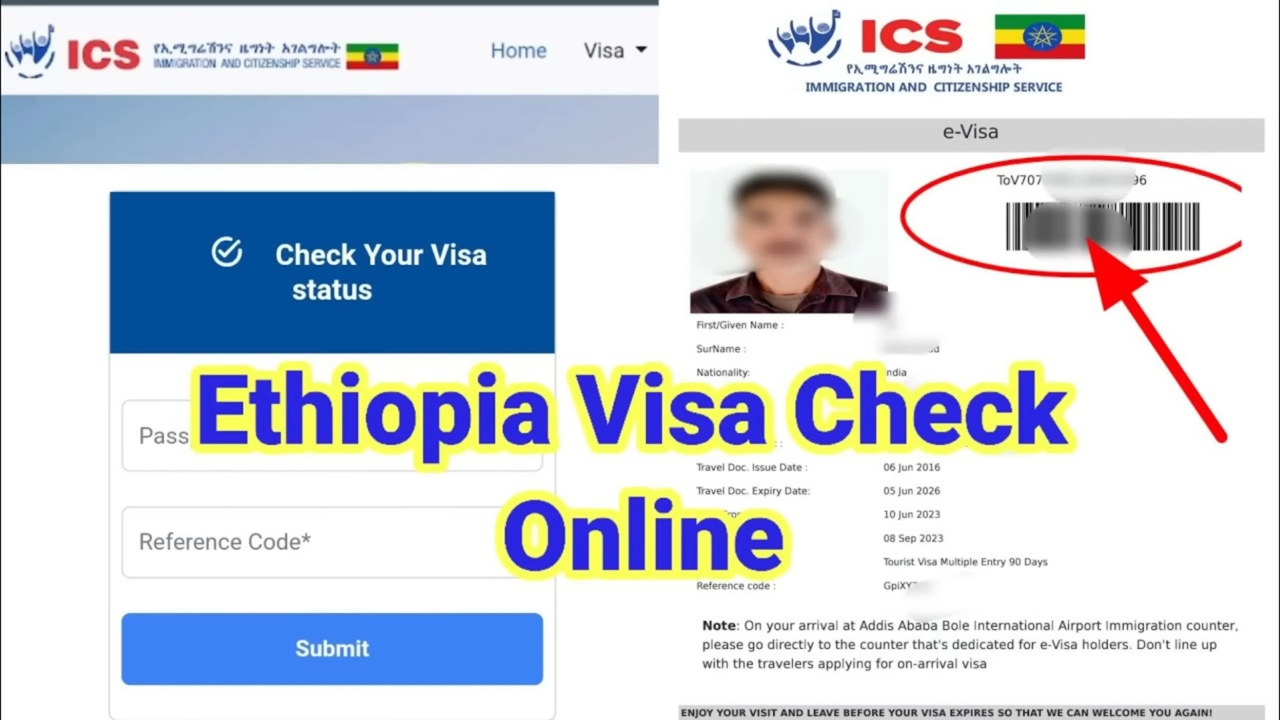 ICS
የኢሚግሬሽንና ዜግነት አገልግሎት
IMMIGRATION AND CITIZENSHIP SERVICE
Home
Visa
Check Your Visa
status
Reference Code*
Submit
ICS
የኢሚግሬሽንና ዜግነት አገልግሎት
IMMIGRATION AND CITIZENSHIP SERVICE
e-Visa
First/Given Name :
SurName :
Nationality:
Travel Doc. Issue Date : 06 Jun 2016
Travel Doc. Expiry Date: 05 Jun 2026
10 Jun 2023
08 Sep 2023
Tourist Visa Multiple Entry 90 Days
Reference code :
Note: On your arrival at Addis Ababa Bole International Airport Immigration counter,
please go directly to the counter that's dedicated for e-Visa holders. Don't line up
with the travelers applying for on-arrival visa
ENJOY YOUR VISIT AND LEAVE BEFORE YOUR VISA EXPIRES SO THAT WE CAN WELCOME YOU AGAIN!
Ethiopia Visa Check
Online